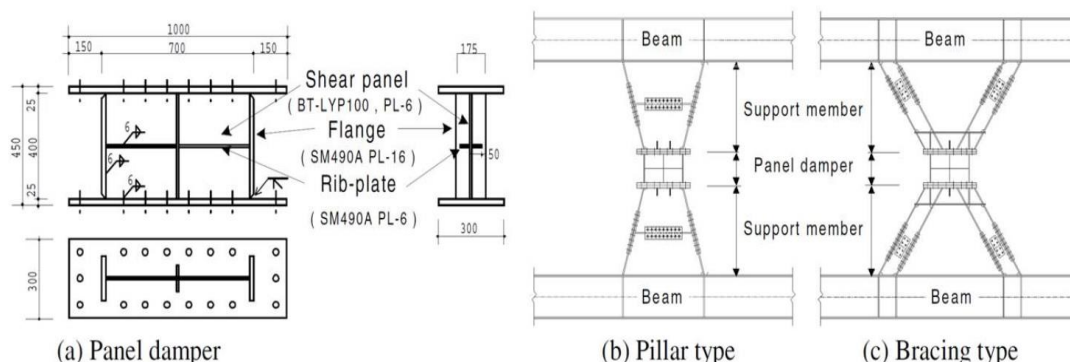 1000
150 700 150
175
25
450 400
25
6
6
6
Shear panel
( BT-LYP100 , PL-6 )
Flange
( SM490A PL-16 )
Rib-plate
( SM490A PL-6 )
50
300
300
(a) Panel damper
Beam
Support member
Panel damper
Support member
Beam
(b) Pillar type
Beam
Beam
(c) Bracing type